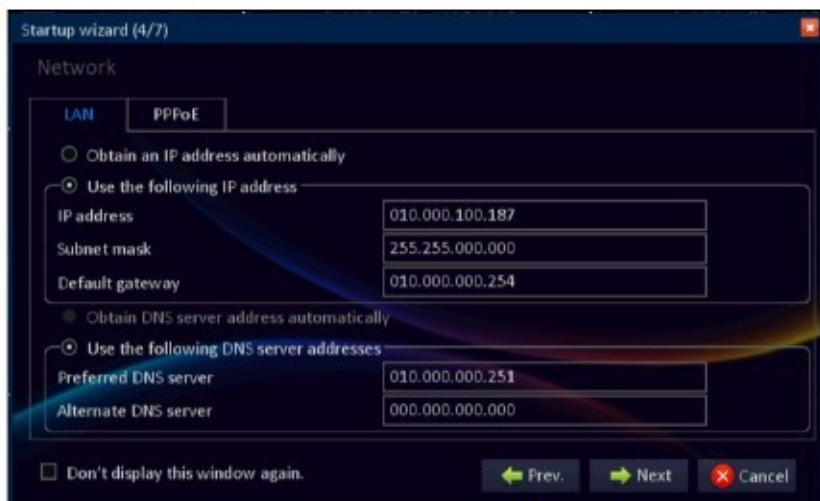 Startup wizard (4/7)
Network
LAN PPPoE
Obtain an IP address automatically
Use the following IP address
IP address 010.000.100.187
Subnet mask 255.255.000.000
Default gateway 010.000.000.254
Obtain DNS server address automatically
Use the following DNS server addresses
Preferred DNS server 010.000.000.251
Alternate DNS server 000.000.000.000
Don't display this window again. Prev. Next Cancel